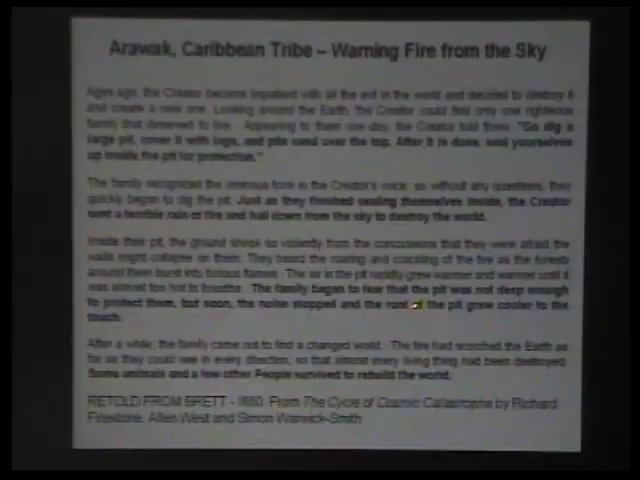 Arawak, Caribbean Tribe – Warning Fire from the Sky
Ages ago, the Creator became impatient with all the evil in the world and decided to destroy it
and create a new one. Looking around the Earth, the Creator could find only one righteous
family that deserved to live. Appearing to them one day, the Creator told them, "Go dig a
large pit, cover it with logs, and pile sand over the top. After it is done, seal yourselves
up inside the pit for protection."
The family recognized the ominous tone in the Creator's voice, so without any questions, they
quickly began to dig the pit. Just as they finished sealing themselves inside, the Creator
sent a terrible rain of fire and hail down from the sky to destroy the world.
Inside their pit, the ground shook so violently from the concussions that they were afraid the
walls might collapse on them. They heard the roaring and crackling of the fire as the forests
around them burst into furious flames. The air in the pit rapidly grew warmer and warmer until it
was almost too hot to breathe. The family began to fear that the pit was not deep enough
to protect them, but soon, the noise stopped and the roof of the pit grew cooler to the
touch.
After a while, the family came out to find a changed world. The fire had scorched the Earth as
far as they could see in every direction, so that almost every living thing had been destroyed.
Some animals and a few other People survived to rebuild the world.
RETOLD FROM BRETT - 1880. From The Cycle of Cosmic Catastrophe by Richard
Firestone, Allen West and Simon Warwick-Smith